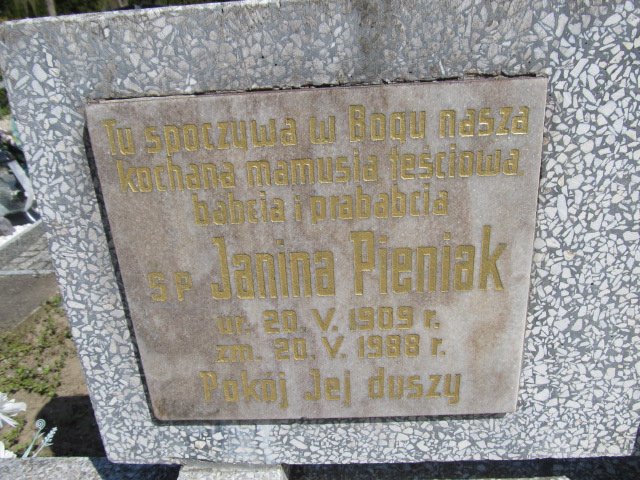 Tu spoczywa w Bogu nasza
kochana mamusia teściowa
babcia i prababcia
ŚP Janina Pieniak
ur. 20. V. 1909 r.
zm. 20. V. 1988 r.
Pokój Jej duszy